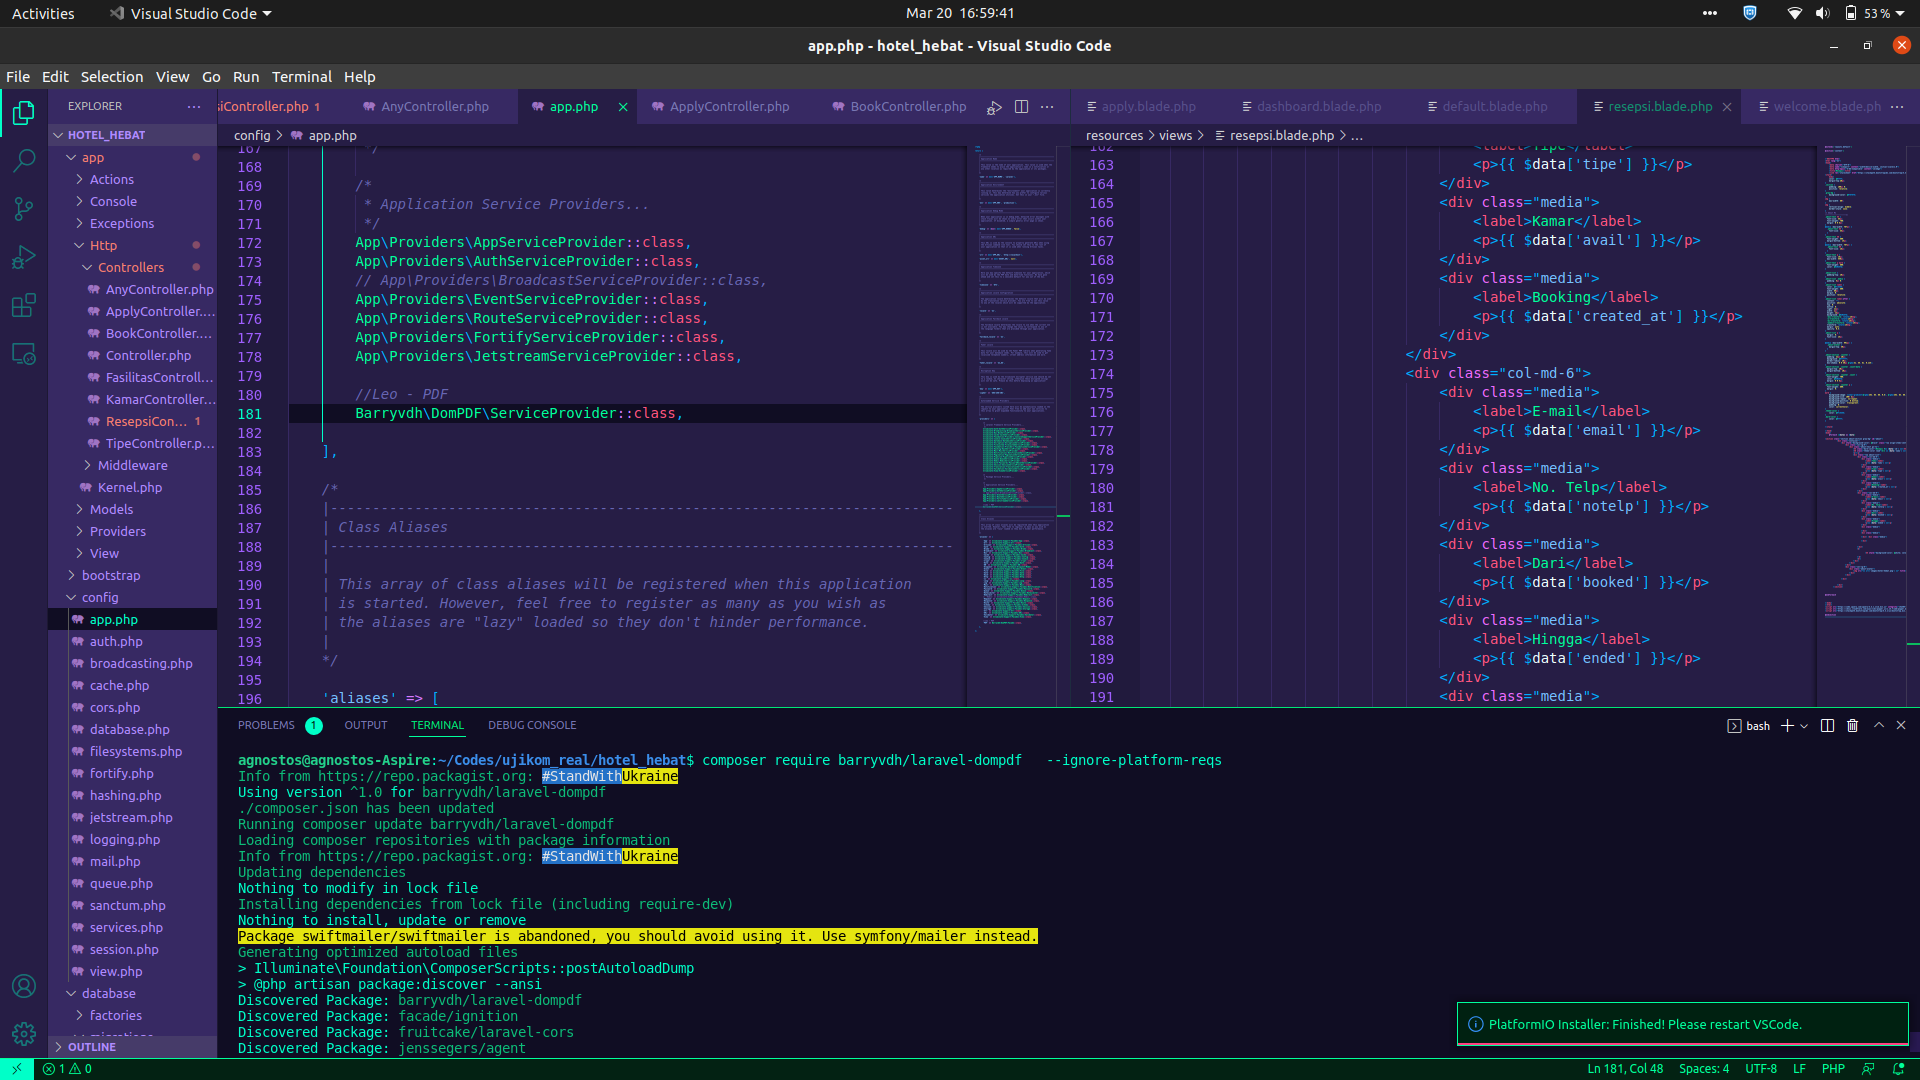 Activities
Visual Studio Code
Mar 20 16:59:41
53 %
app.php - hotel_hebat - Visual Studio Code
File Edit Selection View Go Run Terminal Help
EXPLORER
HOTEL_HEBAT
app
Actions
Console
Exceptions
Http
Controllers
AnyController.php
ApplyController....
BookController....
Controller.php
FasilitasControll...
KamarController...
ResepsiCon... 1
TipeController.p...
Middleware
Kernel.php
Models
Providers
View
bootstrap
config
app.php
auth.php
broadcasting.php
cache.php
cors.php
database.php
filesystems.php
fortify.php
hashing.php
jetstream.php
logging.php
mail.php
queue.php
sanctum.php
services.php
session.php
view.php
database
factories
OUTLINE
siController.php 1
AnyController.php
app.php
ApplyController.php
BookController.php
config > app.php
167 */
168
169 /*
170 * Application Service Providers...
171 */
172 App\Providers\AppServiceProvider::class,
173 App\Providers\AuthServiceProvider::class,
174 // App\Providers\BroadcastServiceProvider::class,
175 App\Providers\EventServiceProvider::class,
176 App\Providers\RouteServiceProvider::class,
177 App\Providers\FortifyServiceProvider::class,
178 App\Providers\JetstreamServiceProvider::class,
179
180 //Leo - PDF
181 Barryvdh\DomPDF\ServiceProvider::class,
182
183 ],
184
185 /*
186 |--------------------------------------------------------------------------
187 | Class Aliases
188 |--------------------------------------------------------------------------
189 |
190 | This array of class aliases will be registered when this application
191 | is started. However, feel free to register as many as you wish as
192 | the aliases are "lazy" loaded so they don't hinder performance.
193 |
194 */
195
196 'aliases' => [
apply.blade.php
dashboard.blade.php
default.blade.php
resepsi.blade.php
welcome.blade.ph
resources > views > resepsi.blade.php > ...
162 <label>Tipe</label>
163 <p>{{ $data['tipe'] }}</p>
164 </div>
165 <div class="media">
166 <label>Kamar</label>
167 <p>{{ $data['avail'] }}</p>
168 </div>
169 <div class="media">
170 <label>Booking</label>
171 <p>{{ $data['created_at'] }}</p>
172 </div>
173 </div>
174 <div class="col-md-6">
175 <div class="media">
176 <label>E-mail</label>
177 <p>{{ $data['email'] }}</p>
178 </div>
179 <div class="media">
180 <label>No. Telp</label>
181 <p>{{ $data['notelp'] }}</p>
182 </div>
183 <div class="media">
184 <label>Dari</label>
185 <p>{{ $data['booked'] }}</p>
186 </div>
187 <div class="media">
188 <label>Hingga</label>
189 <p>{{ $data['ended'] }}</p>
190 </div>
191 <div class="media">
PROBLEMS 1 OUTPUT TERMINAL DEBUG CONSOLE
bash
agnostos@agnostos-Aspire:~/Codes/ujikom_real/hotel_hebat$ composer require barryvdh/laravel-dompdf --ignore-platform-reqs
Info from https://repo.packagist.org: #StandWithUkraine
Using version ^1.0 for barryvdh/laravel-dompdf
./composer.json has been updated
Running composer update barryvdh/laravel-dompdf
Loading composer repositories with package information
Info from https://repo.packagist.org: #StandWithUkraine
Updating dependencies
Nothing to modify in lock file
Installing dependencies from lock file (including require-dev)
Nothing to install, update or remove
Package swiftmailer/swiftmailer is abandoned, you should avoid using it. Use symfony/mailer instead.
Generating optimized autoload files
> Illuminate\Foundation\ComposerScripts::postAutoloadDump
> @php artisan package:discover --ansi
Discovered Package: barryvdh/laravel-dompdf
Discovered Package: facade/ignition
Discovered Package: fruitcake/laravel-cors
Discovered Package: jenssegers/agent
PlatformIO Installer: Finished! Please restart VSCode.
1 0
Ln 181, Col 48 Spaces: 4 UTF-8 LF PHP